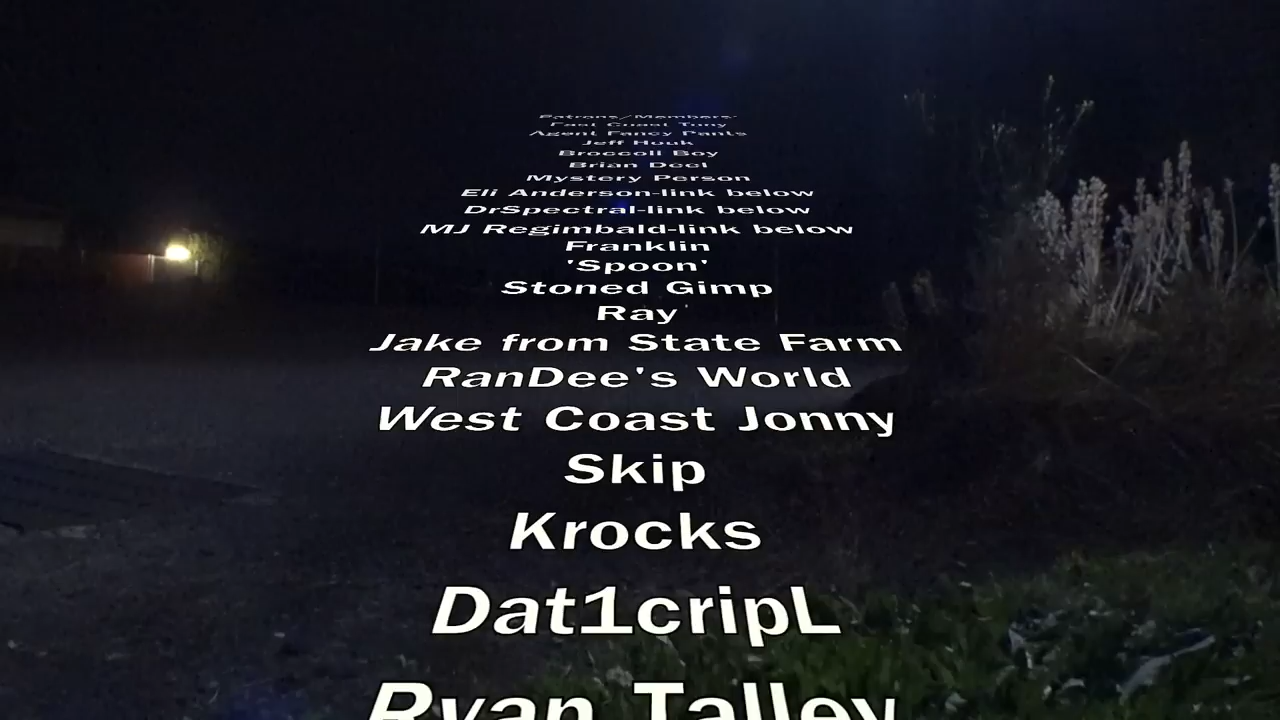 Patrons/Members-
East Coast Tony
Agent Fancy Pants
Jeff Houk
Broccoli Boy
Brian Deel
Mystery Person
Eli Anderson-link below
DrSpectral-link below
MJ Regimbald-link below
Franklin
'Spoon'
Stoned Gimp
Ray
Jake from State Farm
RanDee's World
West Coast Jonny
Skip
Krocks
Dat1cripL
Ryan Talley